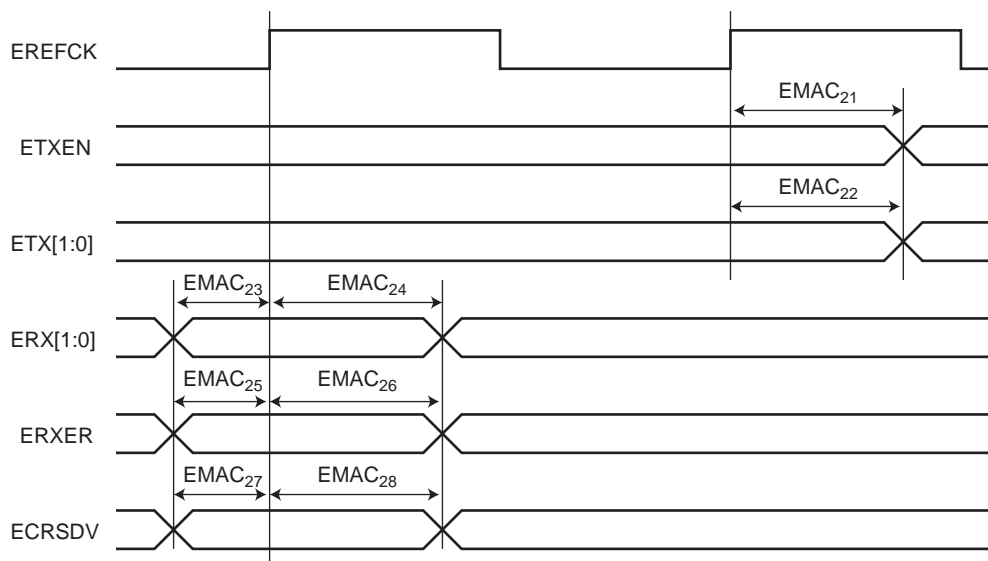 EREFCK
EMAC21
ETXEN
EMAC22
ETX[1:0]
EMAC23 EMAC24
ERX[1:0]
EMAC25 EMAC26
ERXER
EMAC27 EMAC28
ECRSDV